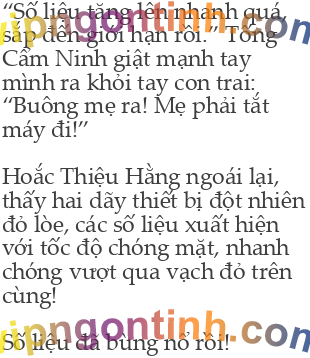 “Số liệu tăng lên nhanh quá,
sắp đến giới hạn rồi.” Tống
Cẩm Ninh giật mạnh tay
mình ra khỏi tay con trai:
“Buông mẹ ra! Mẹ phải tắt
máy đi!”
Hoắc Thiệu Hằng ngoái lại,
thấy hai dãy thiết bị đột nhiên
đỏ lòe, các số liệu xuất hiện
với tốc độ chóng mặt, nhanh
chóng vượt qua vạch đỏ trên
cùng!
Số liệu đã bùng nổ rồi!
vipngontinh.com
vipngontinh.com